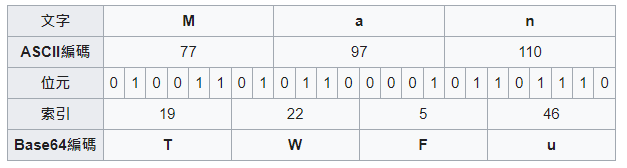 文字 M a n
ASCII編碼 77 97 110
位元 0 1 0 0 1 1 0 1 0 1 1 0 0 0 0 1 0 1 1 0 1 1 1 0
索引 19 22 5 46
Base64編碼 T W F u